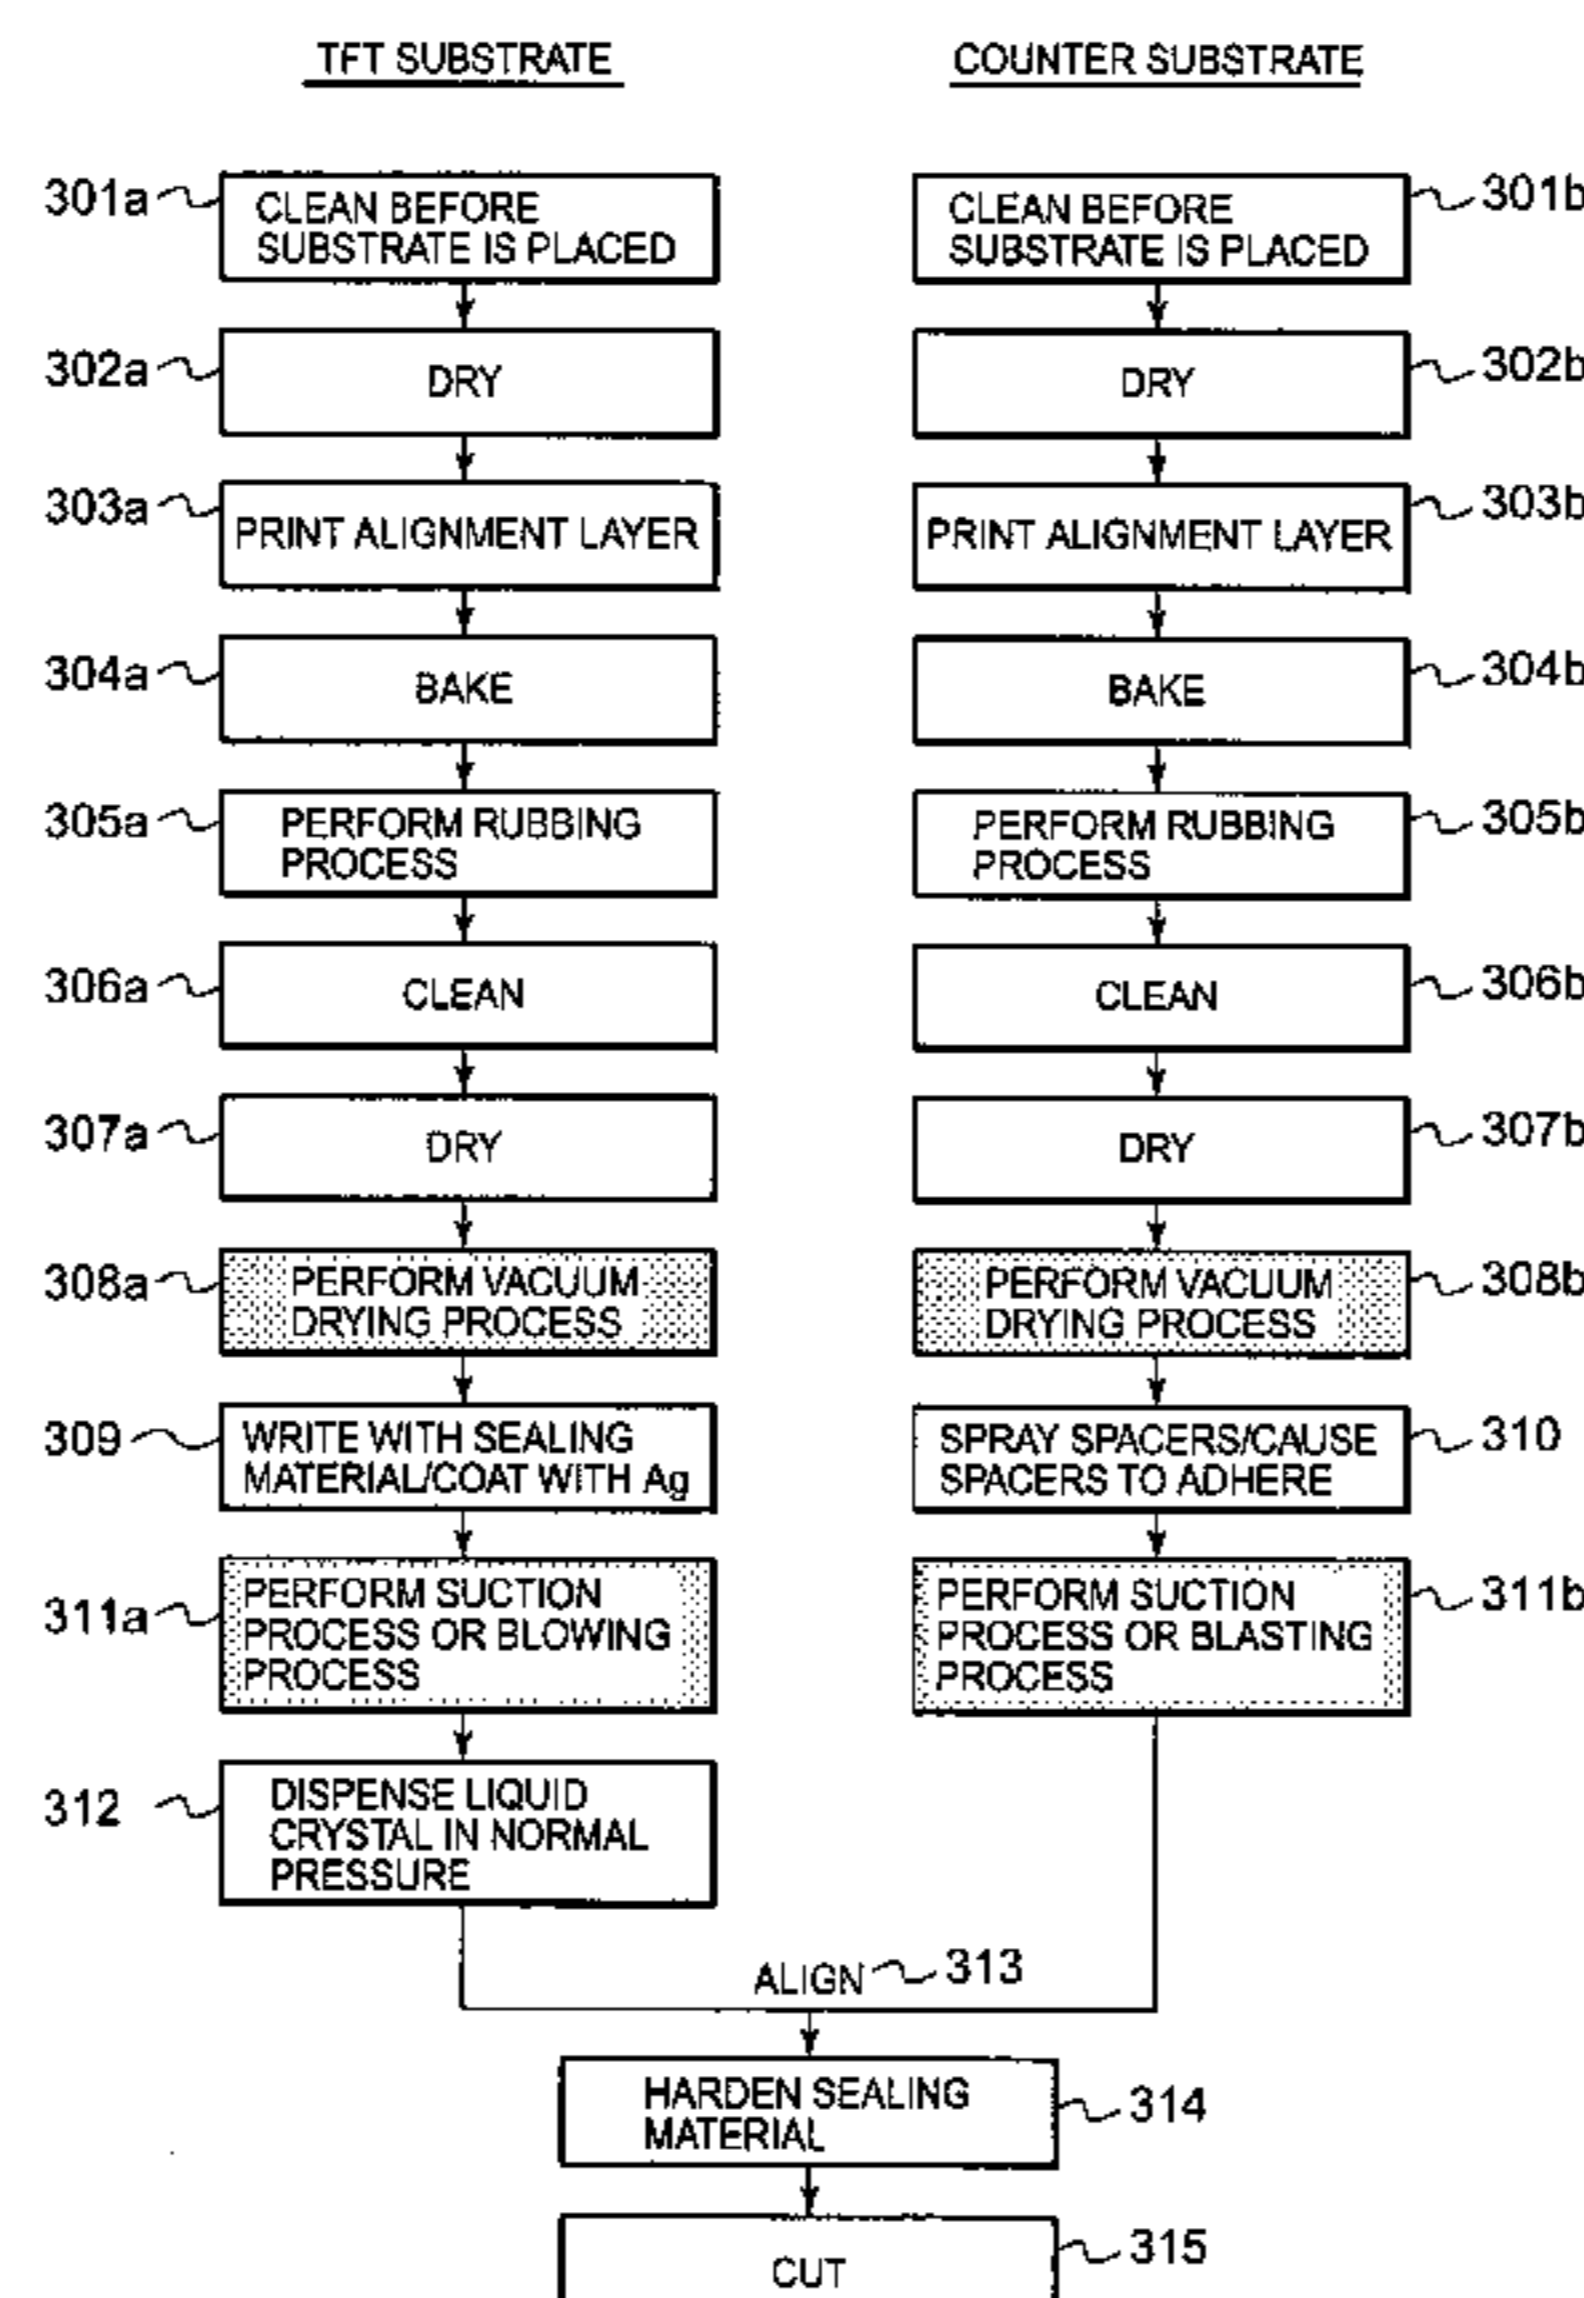 TFT SUBSTRATE
COUNTER SUBSTRATE
301a
CLEAN BEFORE
SUBSTRATE IS PLACED
CLEAN BEFORE
SUBSTRATE IS PLACED
301b
302a
DRY
DRY
302b
303a
PRINT ALIGNMENT LAYER
PRINT ALIGNMENT LAYER
303b
304a
BAKE
BAKE
304b
305a
PERFORM RUBBING
PROCESS
PERFORM RUBBING
PROCESS
305b
306a
CLEAN
CLEAN
306b
307a
DRY
DRY
307b
308a
PERFORM VACUUM
DRYING PROCESS
PERFORM VACUUM
DRYING PROCESS
308b
309
WRITE WITH SEALING
MATERIAL/COAT WITH Ag
SPRAY SPACERS/CAUSE
SPACERS TO ADHERE
310
311a
PERFORM SUCTION
PROCESS OR BLOWING
PROCESS
PERFORM SUCTION
PROCESS OR BLASTING
PROCESS
311b
312
DISPENSE LIQUID
CRYSTAL IN NORMAL
PRESSURE
ALIGN
313
HARDEN SEALING
MATERIAL
314
CUT
315